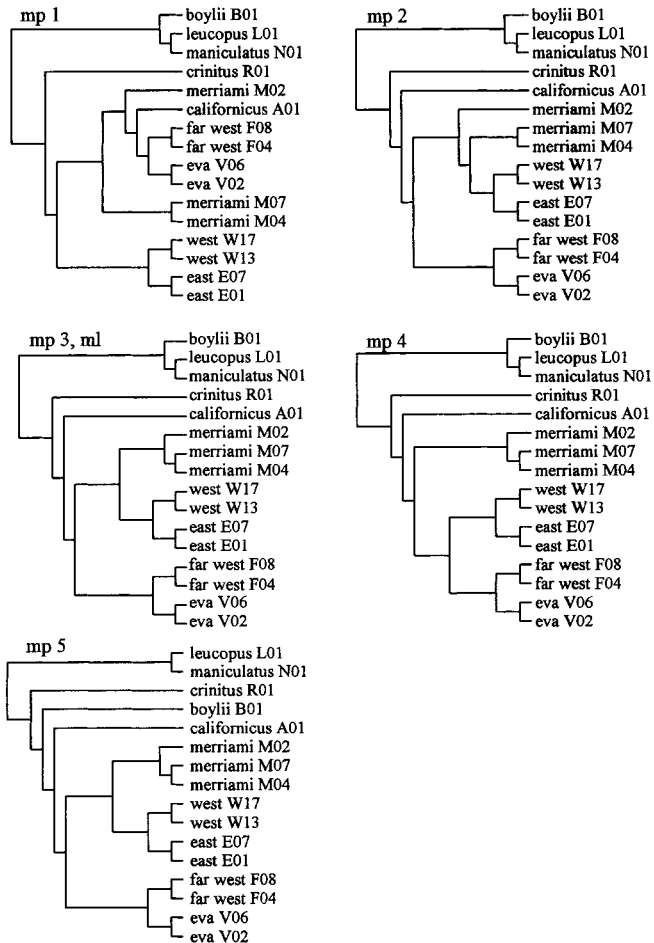 mp 1
boylii B01
leucopus L01
maniculatus N01
crinitus R01
merriami M02
californicus A01
far west F08
far west F04
eva V06
eva V02
merriami M07
merriami M04
west W17
west W13
east E07
east E01
mp 2
boylii B01
leucopus L01
maniculatus N01
crinitus R01
californicus A01
merriami M02
merriami M07
merriami M04
west W17
west W13
east E07
east E01
far west F08
far west F04
eva V06
eva V02
mp 3, ml
boylii B01
leucopus L01
maniculatus N01
crinitus R01
californicus A01
merriami M02
merriami M07
merriami M04
west W17
west W13
east E07
east E01
far west F08
far west F04
eva V06
eva V02
mp 4
boylii B01
leucopus L01
maniculatus N01
crinitus R01
californicus A01
merriami M02
merriami M07
merriami M04
west W17
west W13
east E07
east E01
far west F08
far west F04
eva V06
eva V02
mp 5
leucopus L01
maniculatus N01
crinitus R01
boylii B01
californicus A01
merriami M02
merriami M07
merriami M04
west W17
west W13
east E07
east E01
far west F08
far west F04
eva V06
eva V02